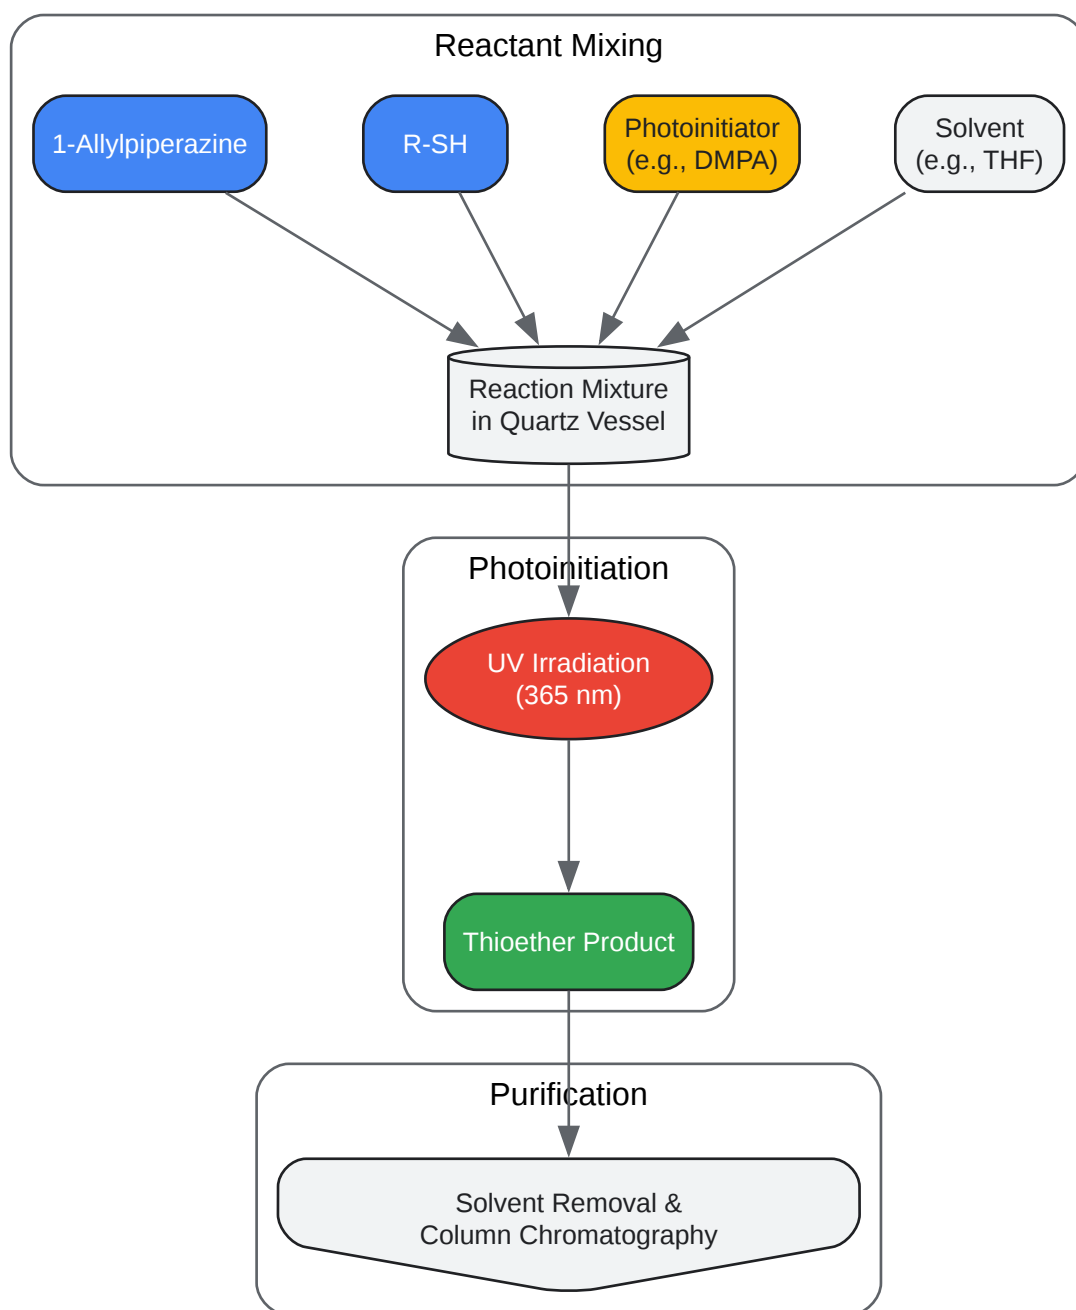 Reactant Mixing
1-Allylpiperazine
R-SH
Photoinitiator
(e.g., DMPA)
Solvent
(e.g., THF)
Reaction Mixture
in Quartz Vessel
Photoinitiation
UV Irradiation
(365 nm)
Thioether Product
Purification
Solvent Removal &
Column Chromatography